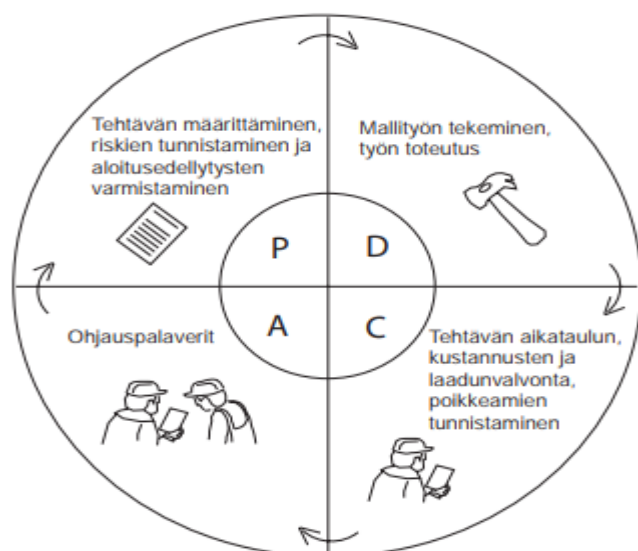 Tehtävän määrittäminen,
riskien tunnistaminen ja
aloitusedellytysten
varmistaminen
Mallityön tekeminen,
työn toteutus
P
D
A
C
Ohjauspalaverit
Tehtävän aikataulun,
kustannusten ja
laadunvalvonta,
poikkeamien
tunnistaminen